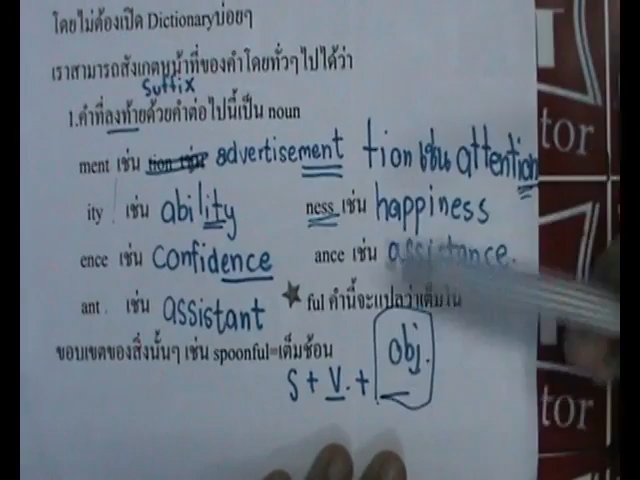 โดยไม่ต้องเปิด Dictionaryบ่อยๆ
เราสามารถสังเกตหน้าที่ของคำโดยทั่วๆไปได้ว่า
suffix
1.คำที่ลงท้ายด้วยคำต่อไปนี้เป็น noun
ment เช่น advertisement tion เช่น attention
ity เช่น ability ness เช่น happiness
ence เช่น confidence ance เช่น assistance.
ant. เช่น assistant ful คำนี้จะแปลว่าเต็มใน
ขอบเขตของสิ่งนั้นๆ เช่น spoonful=เต็มช้อน
S + V. + obj.
tor
tor